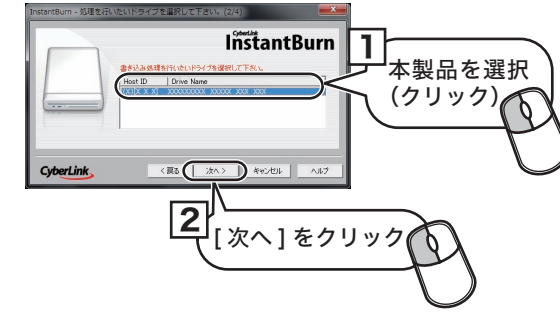 InstantBurn - 処理を行いたいドライブを選択して下さい。(2/4)
CyberLink
InstantBurn
書き込み処理を行いたいドライブを選択して下さい。
Host ID Drive Name
[X]X X X] XXXXXXXXX XXXXX XXX XXX
1
本製品を選択
(クリック)
CyberLink
< 戻る 次へ > キャンセル ヘルプ
2
[ 次へ ] をクリック